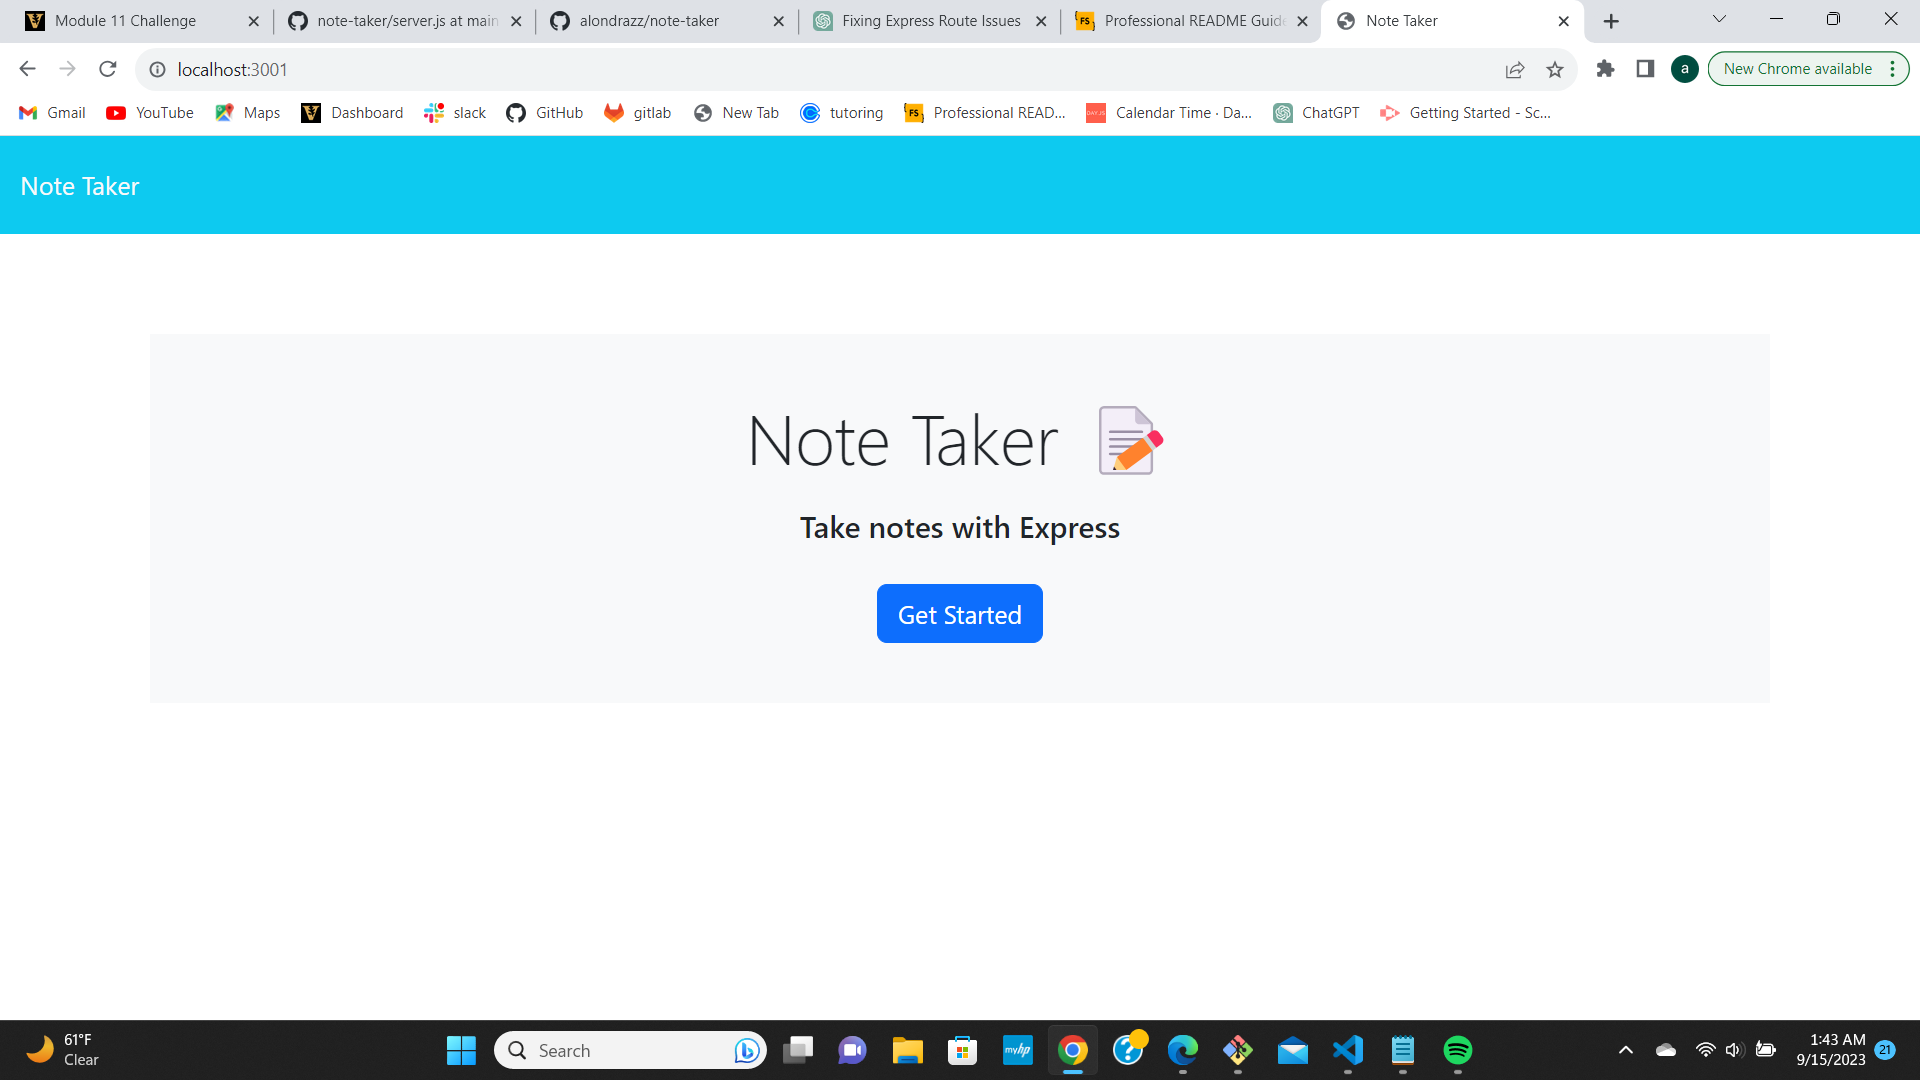 Module 11 Challenge
note-taker/server.js at main
alondrazz/note-taker
Fixing Express Route Issues
Professional README Guide
Note Taker
localhost:3001
a
New Chrome available
Gmail
YouTube
Maps
Dashboard
slack
GitHub
gitlab
New Tab
tutoring
FS
Professional READ...
Calendar Time · Da...
ChatGPT
Getting Started - Sc...
Note Taker
Note Taker
Take notes with Express
Get Started
61°F
Clear
Search
myhp
1:43 AM
9/15/2023
21